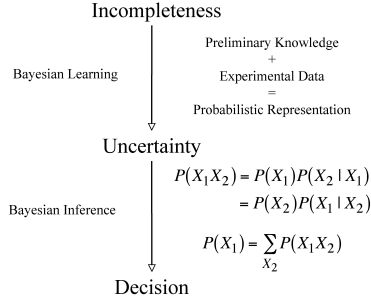 Incompleteness
Preliminary Knowledge
+
Bayesian Learning
Experimental Data
=
Probabilistic Representation
Uncertainty
P(X₁X₂) = P(X₁)P(X₂ | X₁)
= P(X₂)P(X₁ | X₂)
Bayesian Inference
P(X₁) = ∑ P(X₁X₂)
X₂
Decision